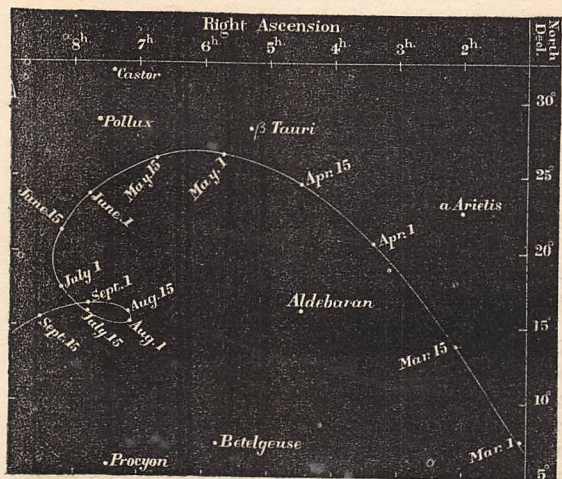 Right Ascension
North Decl.
8h. 7h. 6h. 5h. 4h. 3h. 2h.
Castor
30°
Pollux
β Tauri
25°
May. 15
May. 1
Apr. 15
June. 15
June. 1
a Arietis
Apr. 1
20°
July 1
Sept. 1
Aug. 15
Aldebaran
Sept. 15
July 15
Aug. 1
15°
Mar. 15
10°
Betelgeuse
Mar. 1
Procyon
5°